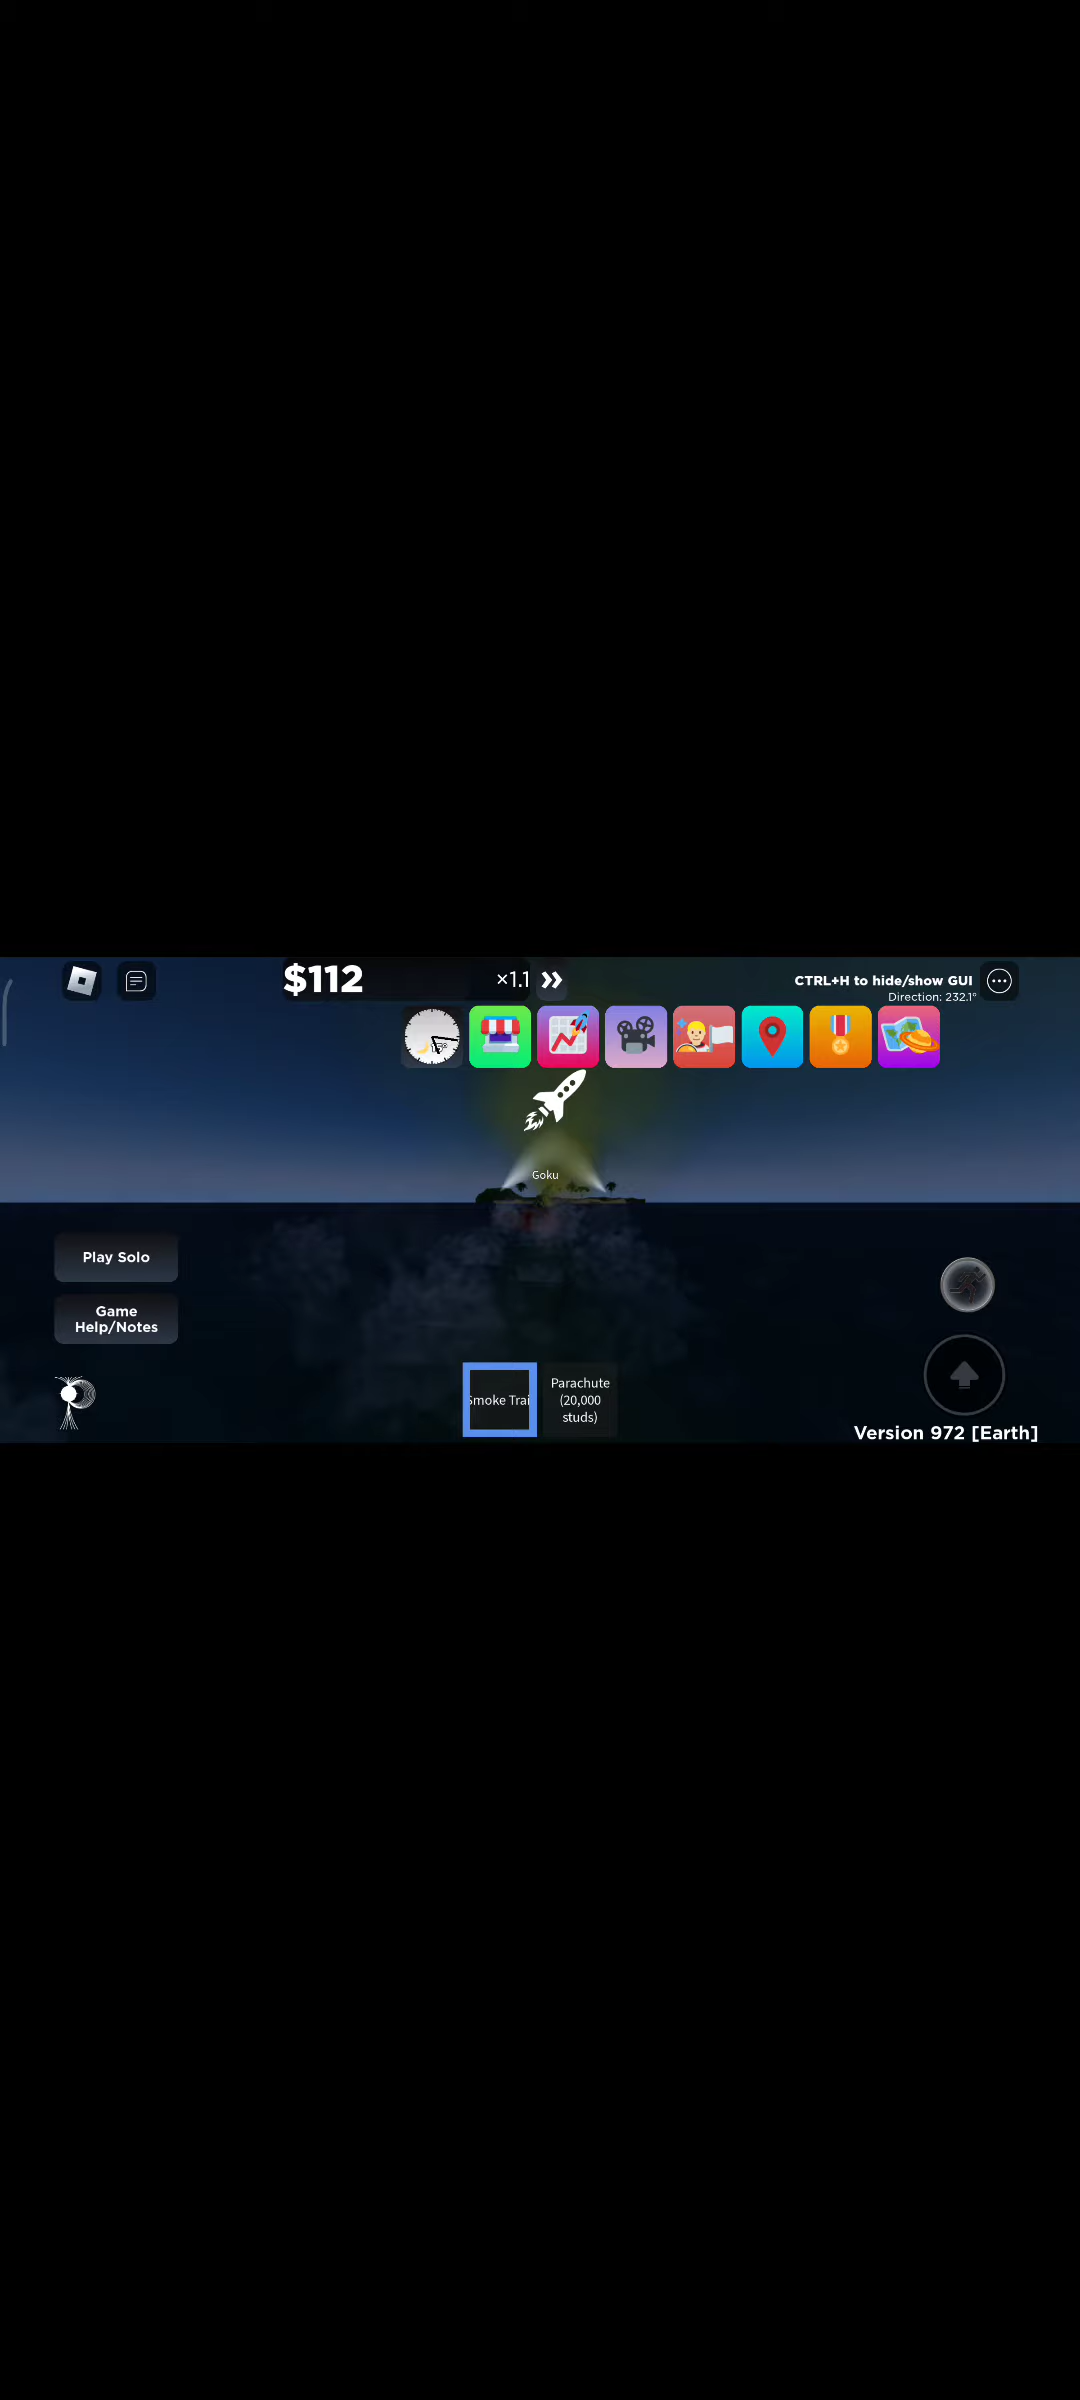 $112
×1.1
CTRL+H to hide/show GUI
Direction: 232.1°
Goku
Play Solo
Game
Help/Notes
Smoke Trai
Parachute
(20,000
studs)
Version 972 [Earth]